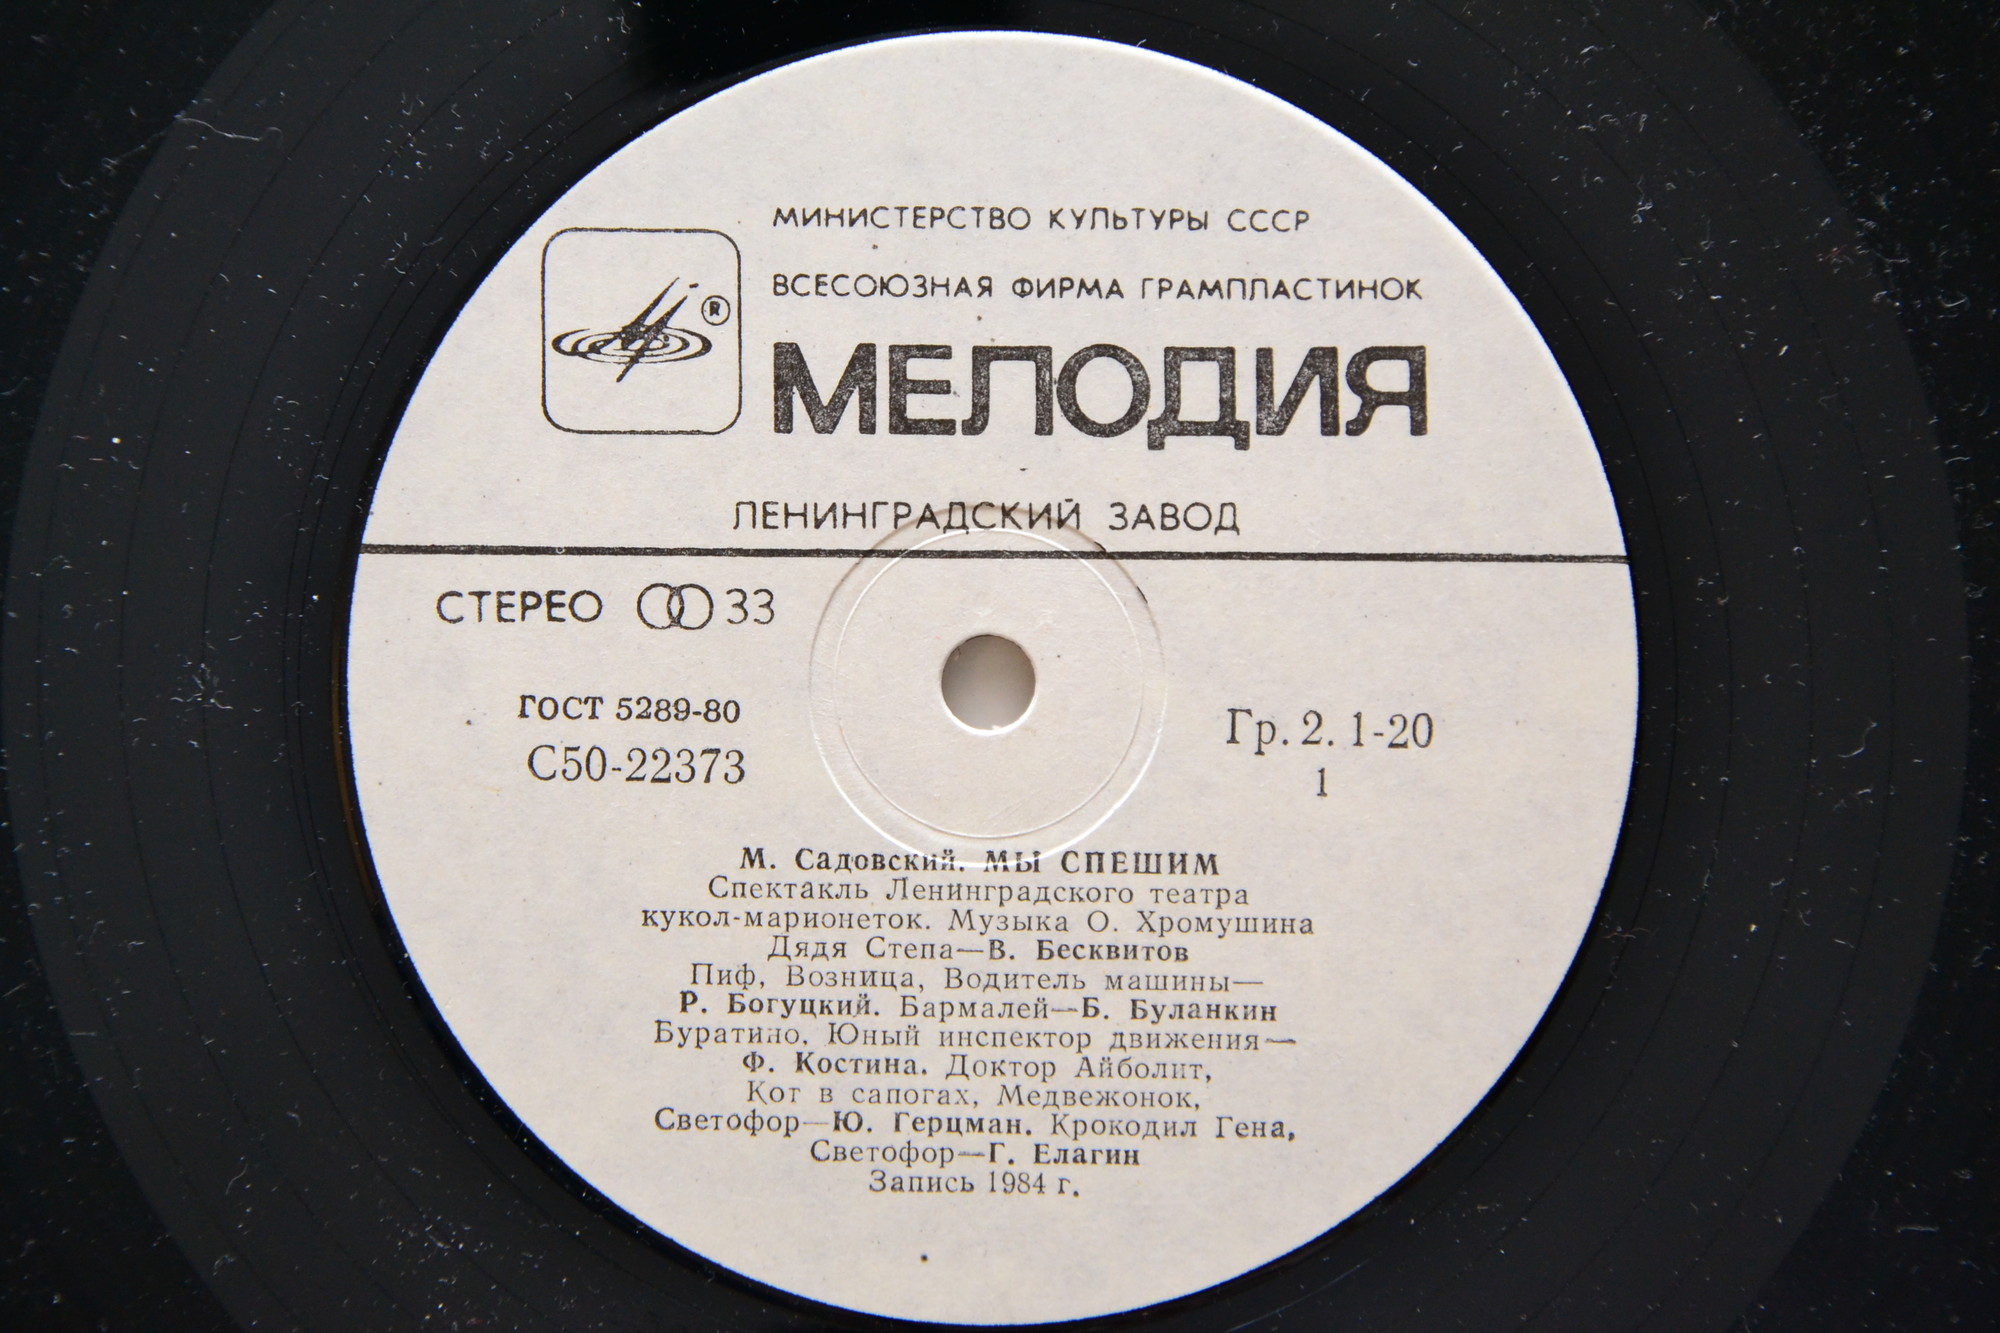 МИНИСТЕРСТВО КУЛЬТУРЫ СССР
ВСЕСОЮЗНАЯ ФИРМА ГРАМПЛАСТИНОК
®
МЕЛОДИЯ
ЛЕНИНГРАДСКИЙ ЗАВОД
СТЕРЕО 33
ГОСТ 5289-80
С50-22373
Гр. 2. 1-20
1
М. Садовский. МЫ СПЕШИМ
Спектакль Ленинградского театра
кукол-марионеток. Музыка О. Хромушина
Дядя Степа—В. Бесквитов
Пиф, Возница, Водитель машины—
Р. Богуцкий. Бармалей—Б. Буланкин
Буратино, Юный инспектор движения—
Ф. Костина. Доктор Айболит,
Кот в сапогах, Медвежонок,
Светофор—Ю. Герцман. Крокодил Гена,
Светофор—Г. Елагин
Запись 1984 г.